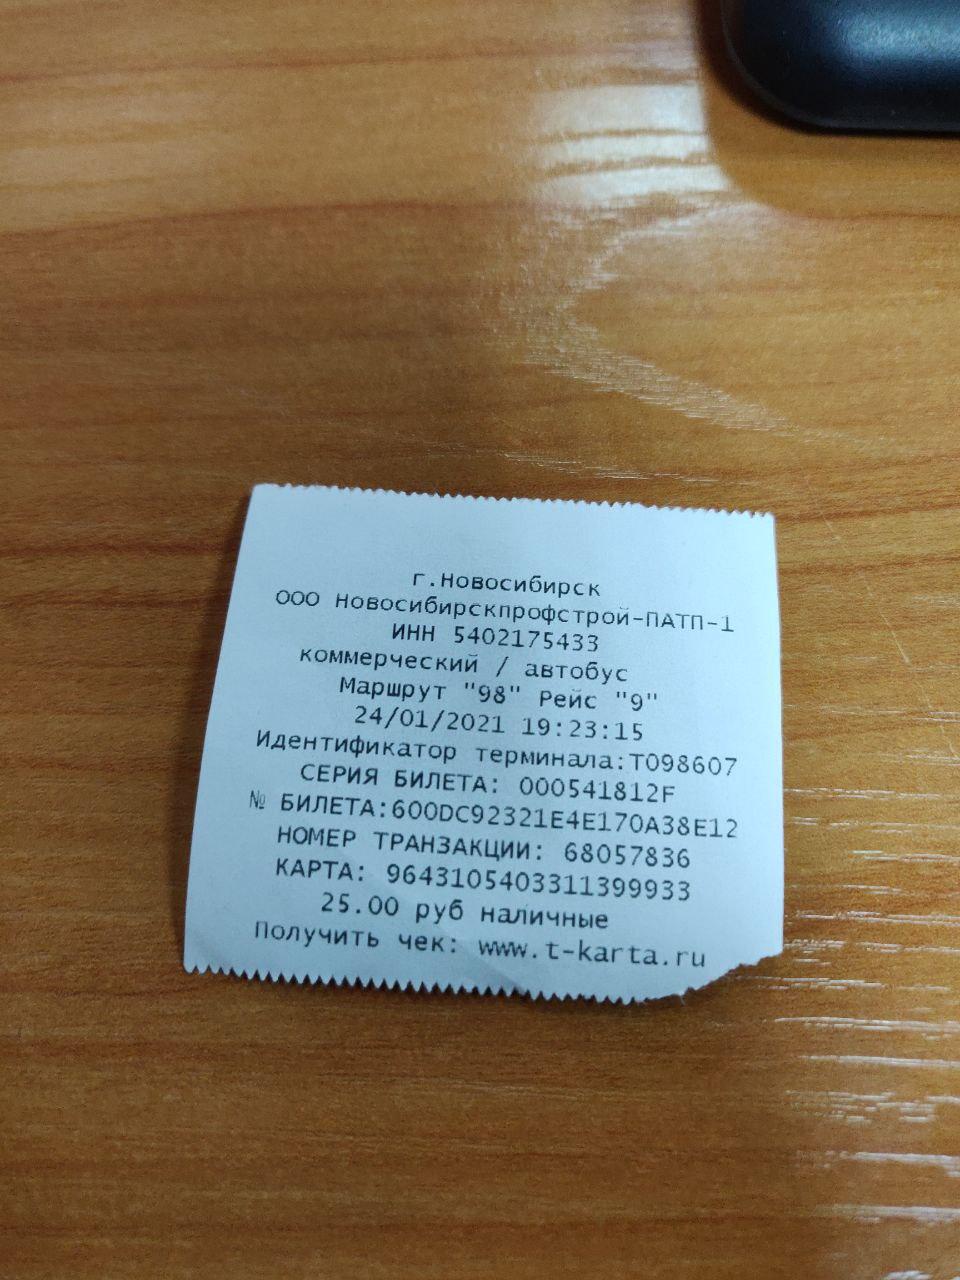 г.Новосибирск
ООО Новосибирскпрофстрой-ПАТП-1
ИНН 5402175433
коммерческий / автобус
Маршрут "98" Рейс "9"
24/01/2021 19:23:15
Идентификатор терминала:T098607
СЕРИЯ БИЛЕТА: 000541812F
№ БИЛЕТА:600DC92321E4E170A38E12
НОМЕР ТРАНЗАКЦИИ: 68057836
КАРТА: 9643105403311399933
25.00 руб наличные
Получить чек: www.t-karta.ru